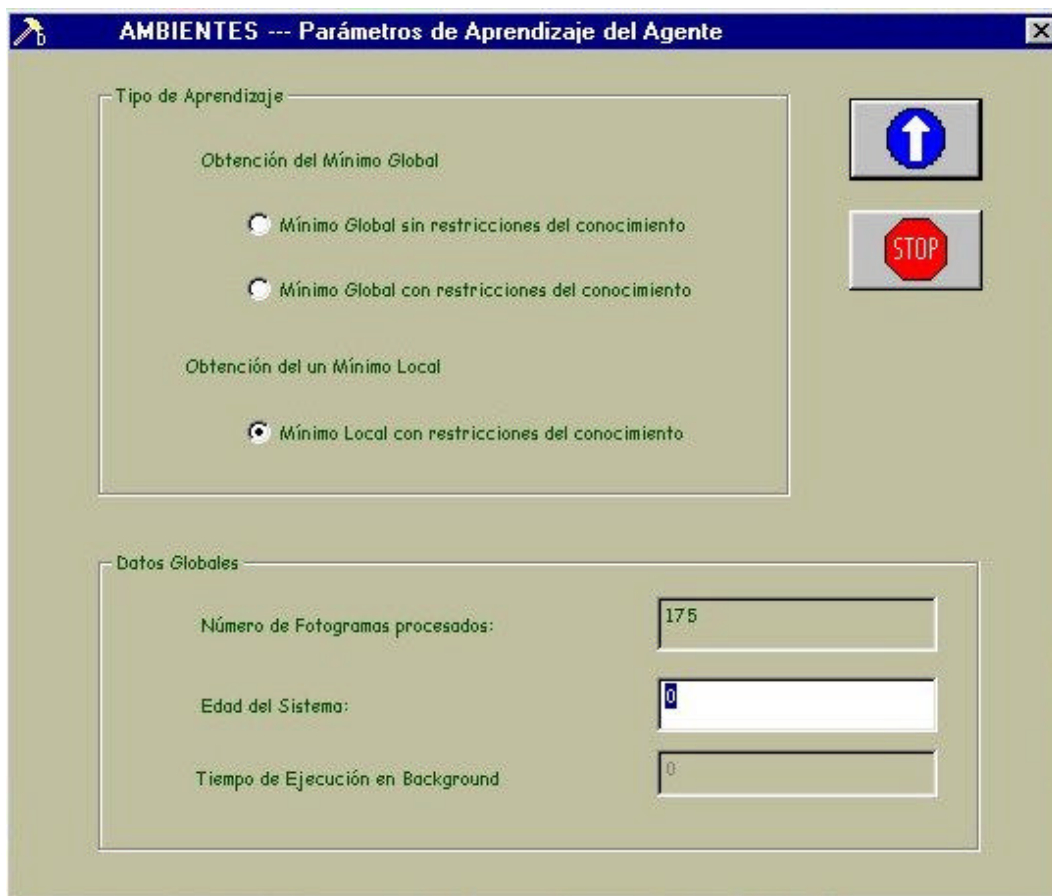 AMBIENTES --- Parámetros de Aprendizaje del Agente
Tipo de Aprendizaje
Obtención del Mínimo Global
Mínimo Global sin restricciones del conocimiento
Mínimo Global con restricciones del conocimiento
Obtención del un Mínimo Local
Mínimo Local con restricciones del conocimiento
STOP
Datos Globales
Número de Fotogramas procesados:
175
Edad del Sistema:
0
Tiempo de Ejecución en Background
0